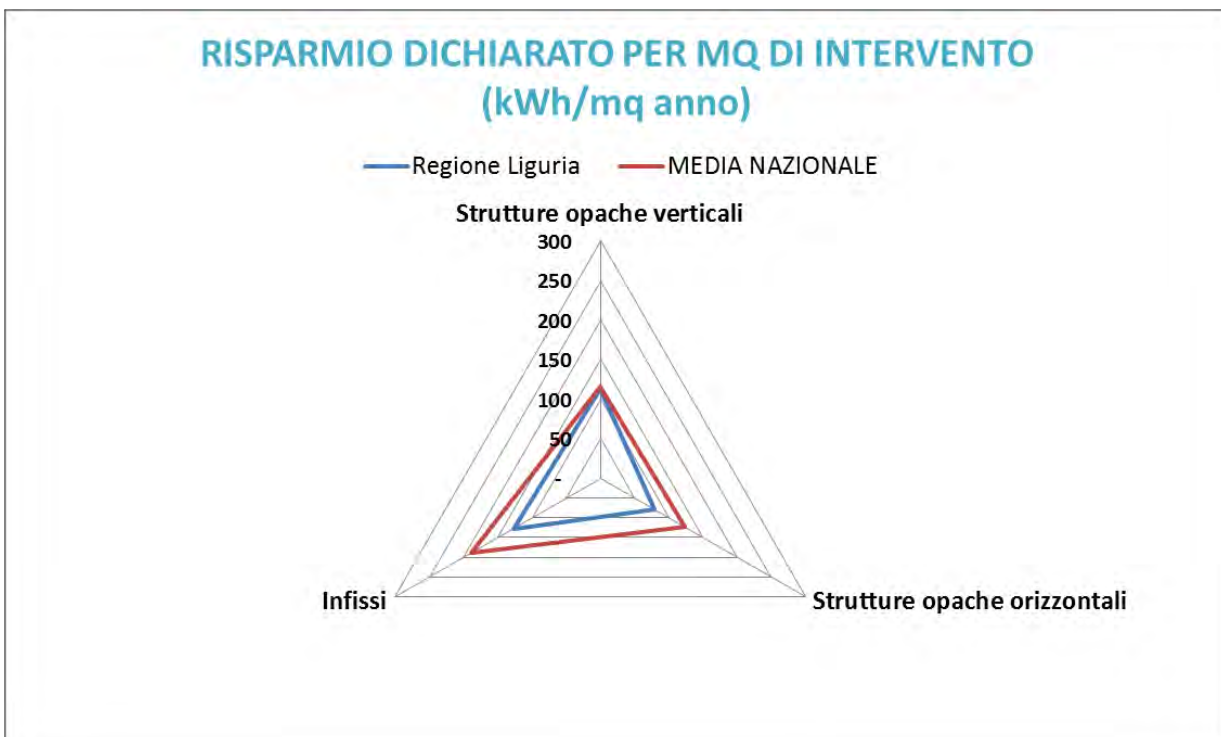 RISPARMIO DICHIARATO PER MQ DI INTERVENTO
(kWh/mq anno)
Regione Liguria MEDIA NAZIONALE
Strutture opache verticali
300
250
200
150
100
50
-
Infissi
Strutture opache orizzontali